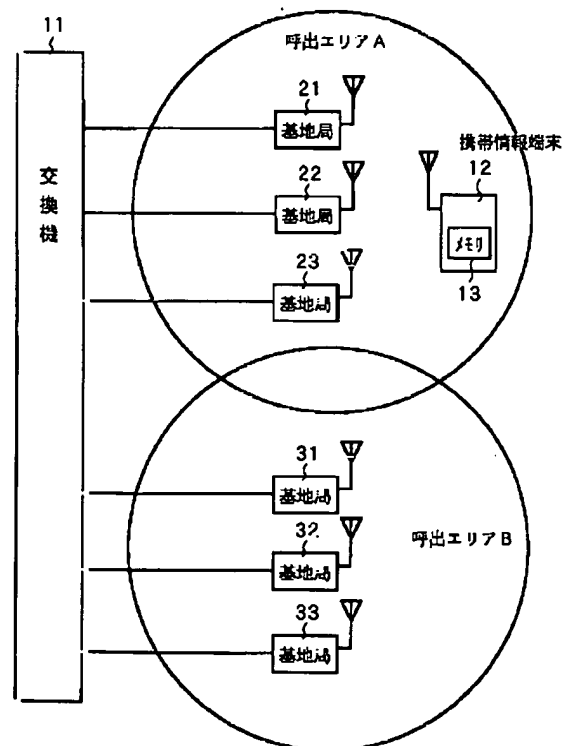 11
交換機
呼出エリアA
21
基地局
22
基地局
23
基地局
携帯情報端末
12
メモリ
13
31
基地局
32
基地局
33
基地局
呼出エリアB